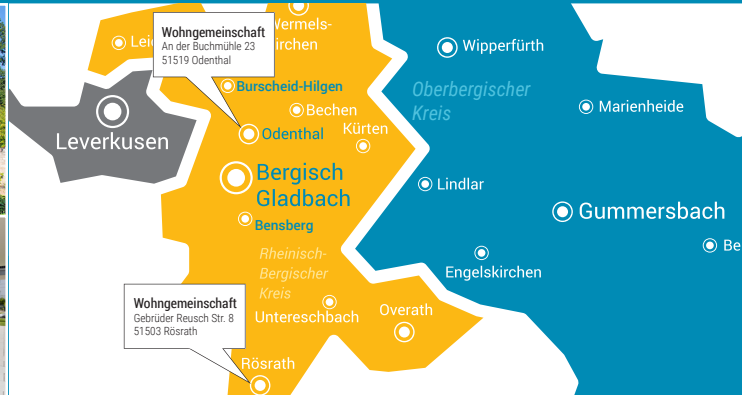 Wohngemeinschaft
An der Buchmühle 23
51519 Odenthal
Wermels-
kirchen
Wipperfürth
Burscheid-Hilgen
Oberbergischer
Kreis
Bechen
Marienheide
Leverkusen
Odenthal
Kürten
Bergisch
Gladbach
Lindlar
Gummersbach
Bensberg
Rheinisch-
Bergischer
Kreis
Engelskirchen
Wohngemeinschaft
Gebrüder Reusch Str. 8
51503 Rösrath
Untereschbach
Overath
Rösrath